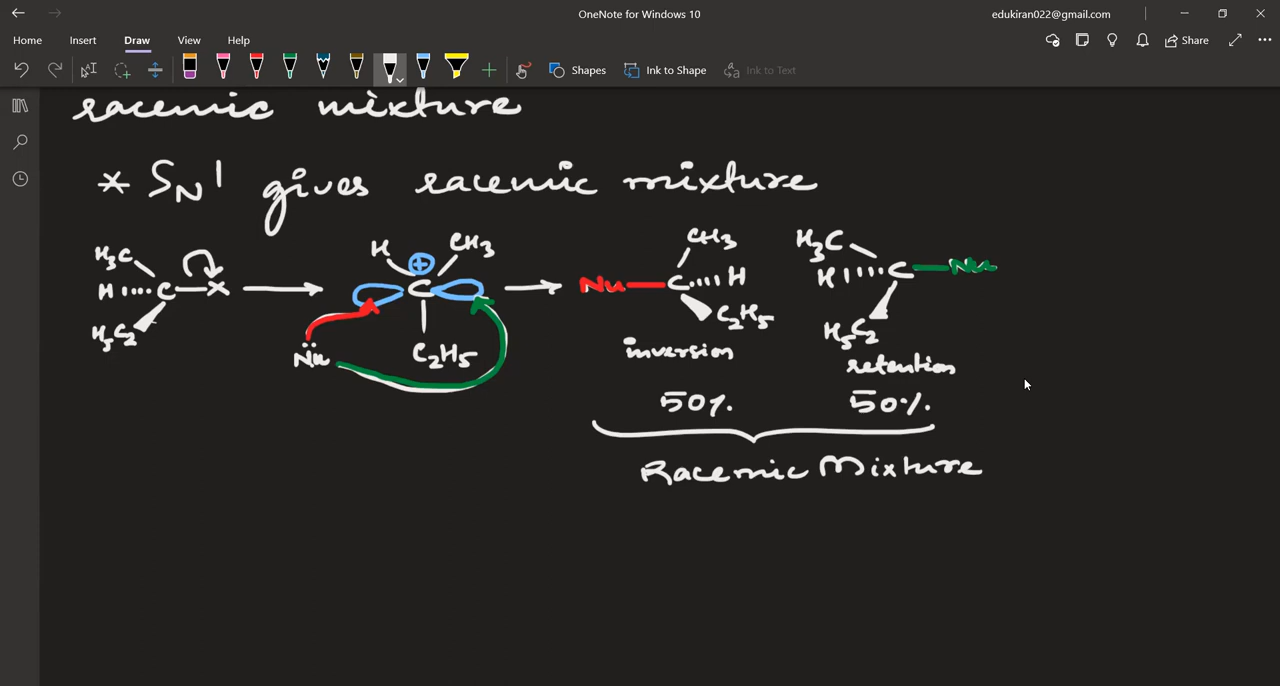 OneNote for Windows 10
edukiran022@gmail.com
Home Insert Draw View Help
Share
Shapes Ink to Shape Ink to Text
racemic mixture
* SN1 gives racemic mixture
H3C
H C X
H5C2
H CH3
⊕
C
C2H5
N̈u
CH3
Nu C H
C2H5
inversion
50%.
H3C
H C Nu
H5C2
retention
50%.
Racemic Mixture